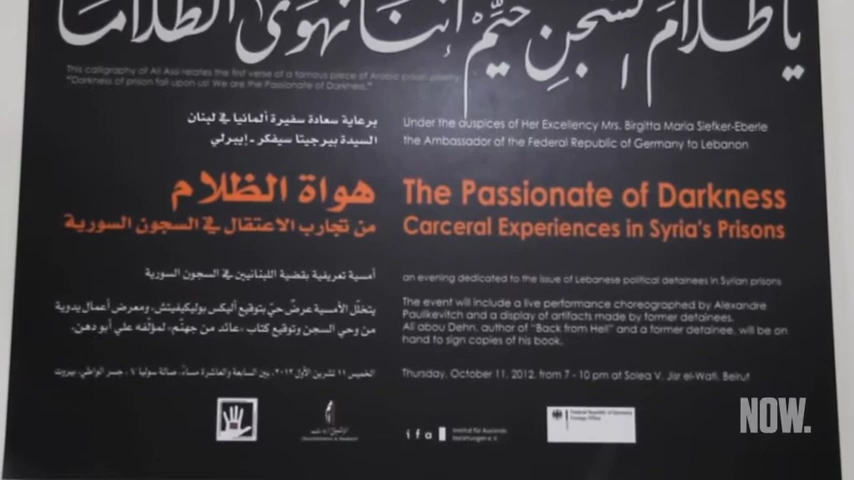 يا ظلام السجن خيّم إننا نهوى الظلاما
This calligraphy of Ali Assi relates the first verse of a famous piece of Arabic prison poetry:
"Darkness of prison fall upon us! We are the Passionate of Darkness."
برعاية سعادة سفيرة ألمانيا في لبنان
السيدة بيرجيتا سيفكر - إيبرلي
Under the auspices of Her Excellency Mrs. Birgitta Maria Siefker-Eberle
the Ambassador of the Federal Republic of Germany to Lebanon
هواة الظلام
من تجارب الاعتقال في السجون السورية
The Passionate of Darkness
Carceral Experiences in Syria's Prisons
أمسية تعريفية بقضية اللبنانيين في السجون السورية
an evening dedicated to the issue of Lebanese political detainees in Syrian prisons
يتخلّل الأمسية عرضٌ حيّ بتوقيع أليكس بوليكيفيتش، ومعرض أعمال يدوية
من وحي السجن وتوقيع كتاب «عائد من جهنّم» لمؤلّفه علي أبو دهن.
The event will include a live performance choreographed by Alexandre
Paulikevitch and a display of artifacts made by former detainees.
Ali abou Dehn, author of "Back from Hell" and a former detainee, will be on
hand to sign copies of his book.
الخميس ١١ تشرين الأول ٢٠١٢، بين السابعة والعاشرة مساءً، صالة سوليا ٧، جسر الواطي، بيروت
Thursday, October 11, 2012, from 7 - 10 pm at Solea V, Jisr el-Wati, Beirut
ifa
Institut für Auslands-
beziehungen e. V.
Federal Republic of Germany
Foreign Office
NOW.